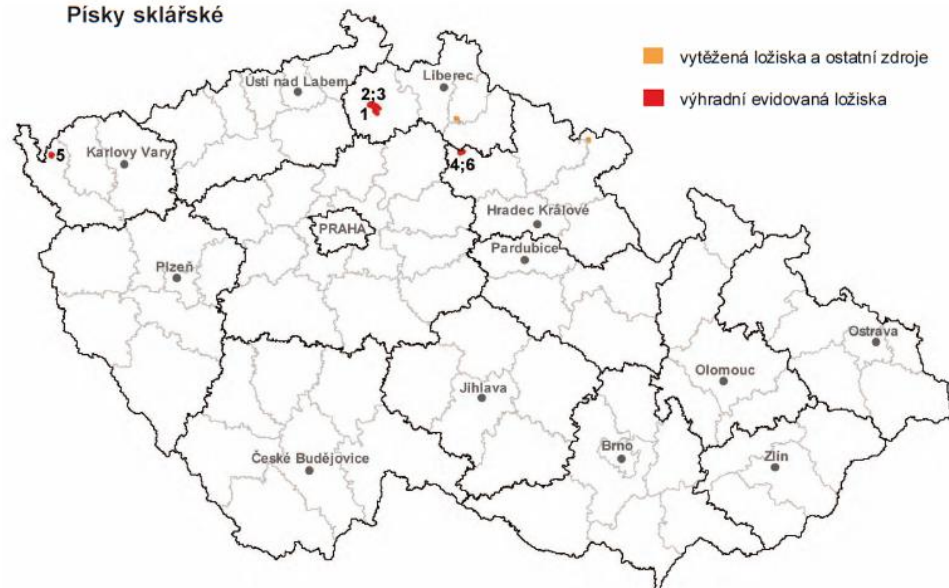 Písky sklářské
vytěžená ložiska a ostatní zdroje
výhradní evidovaná ložiska
Ústí nad Labem
Liberec
2;3
1
5
Karlovy Vary
4;6
Hradec Králové
PRAHA
Pardubice
Plzeň
Ostrava
Olomouc
Jihlava
České Budějovice
Brno
Zlín